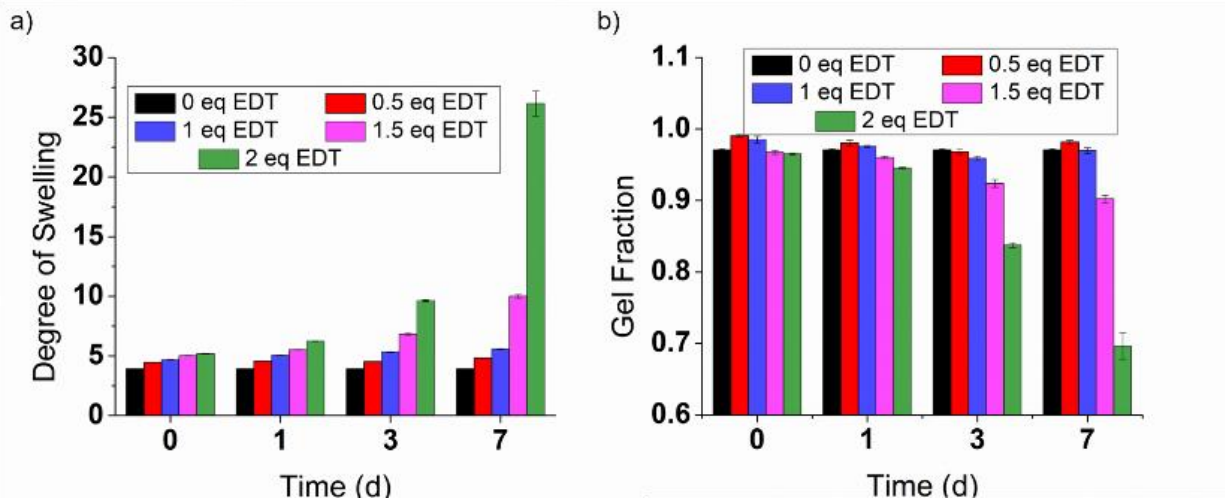 a)
30
25
20
15
10
5
0
Degree of Swelling
0 eq EDT 0.5 eq EDT
1 eq EDT 1.5 eq EDT
2 eq EDT
0 1 3 7
Time (d)
b)
1.1
1.0
0.9
0.8
0.7
0.6
Gel Fraction
0 eq EDT 0.5 eq EDT
1 eq EDT 1.5 eq EDT
2 eq EDT
0 1 3 7
Time (d)